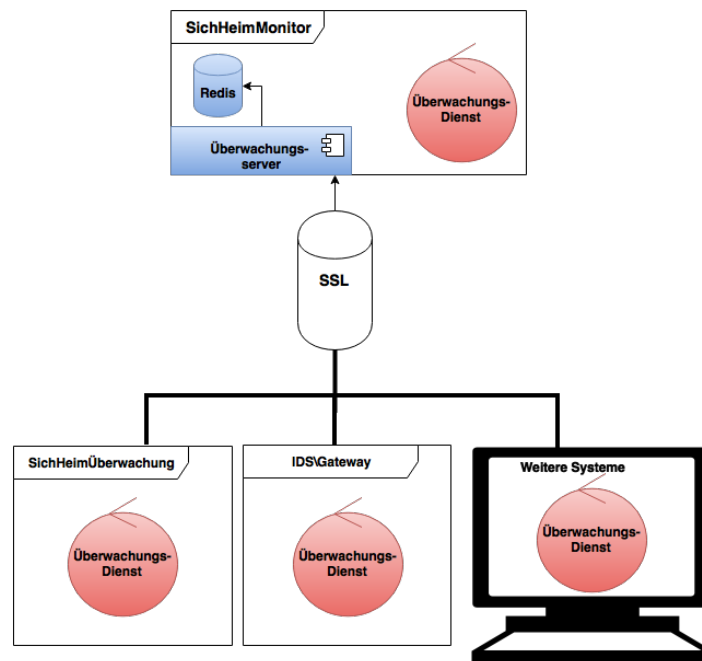 SichHeimMonitor
Redis
Überwachungs-
Dienst
Überwachungs-
server
SSL
SichHeimÜberwachung
IDS\Gateway
Weitere Systeme
Überwachungs-
Dienst
Überwachungs-
Dienst
Überwachungs-
Dienst